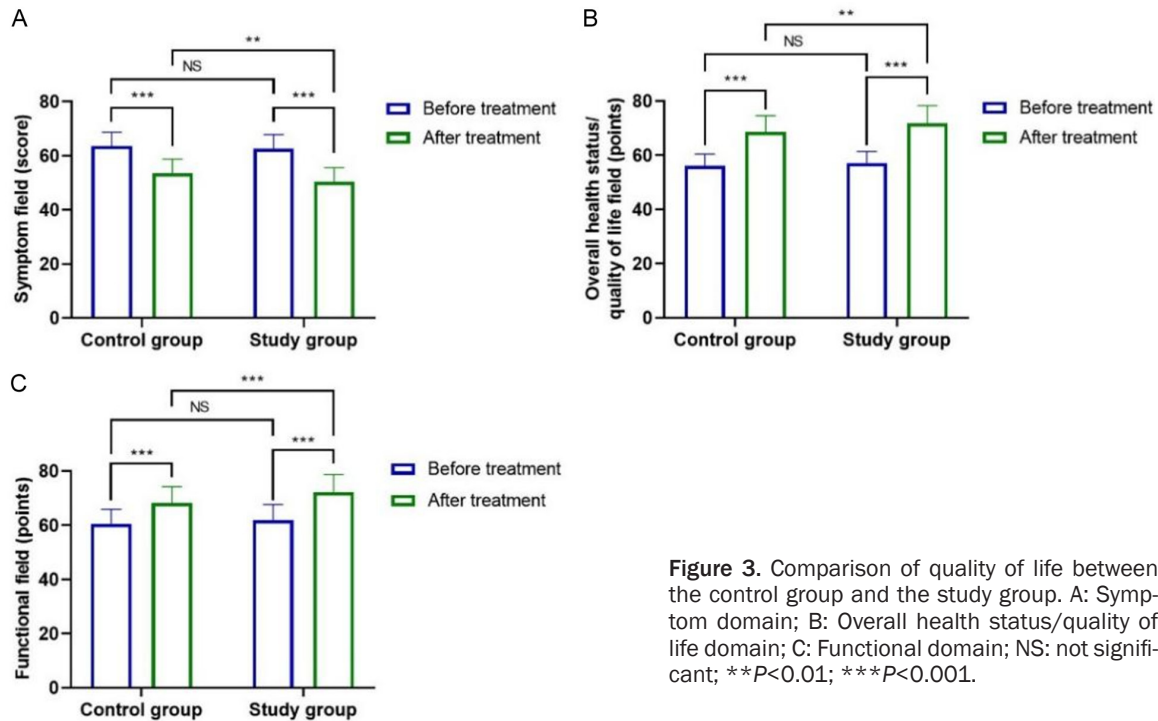 A
**
NS
***
***
80
60
40
20
0
Symptom field (score)
Control group
Study group
Before treatment
After treatment
B
**
NS
***
***
80
60
40
20
0
Overall health status/
quality of life field (points)
Control group
Study group
Before treatment
After treatment
C
***
NS
***
***
80
60
40
20
0
Functional field (points)
Control group
Study group
Before treatment
After treatment
Figure 3. Comparison of quality of life between
the control group and the study group. A: Symp-
tom domain; B: Overall health status/quality of
life domain; C: Functional domain; NS: not signifi-
cant; **P<0.01; ***P<0.001.